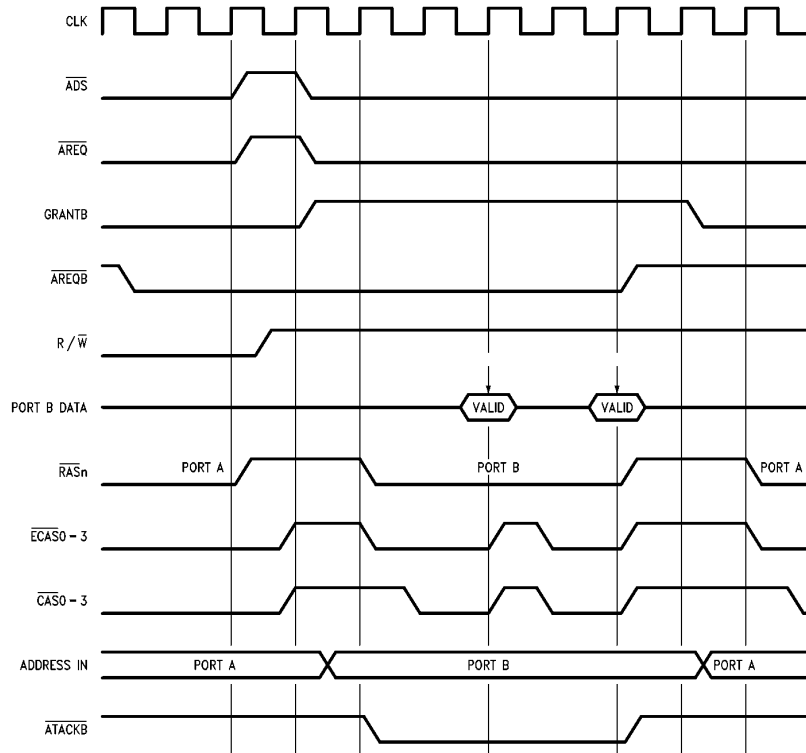 CLK
ADS
AREQ
GRANTB
AREQB
R/W
PORT B DATA VALID VALID
RASn PORT A PORT B PORT A
ECAS0-3
CAS0-3
ADDRESS IN PORT A PORT B PORT A
ATACKB